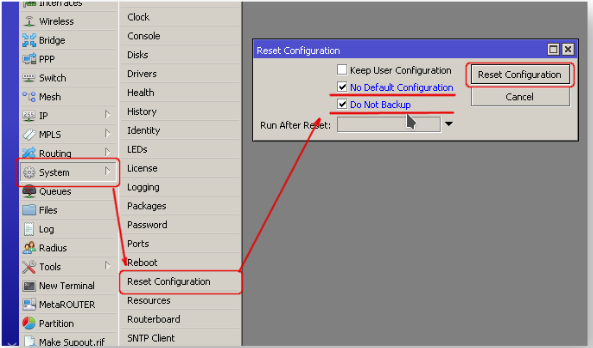 Interfaces
Wireless
Bridge
PPP
Switch
Mesh
IP
MPLS
Routing
System
Queues
Files
Log
Radius
Tools
New Terminal
MetaROUTER
Partition
Make Supout.rif
Clock
Console
Disks
Drivers
Health
History
Identity
LEDs
License
Logging
Packages
Password
Ports
Reboot
Reset Configuration
Resources
Routerboard
SNTP Client
Reset Configuration
Keep User Configuration
No Default Configuration
Do Not Backup
Run After Reset:
Reset Configuration
Cancel